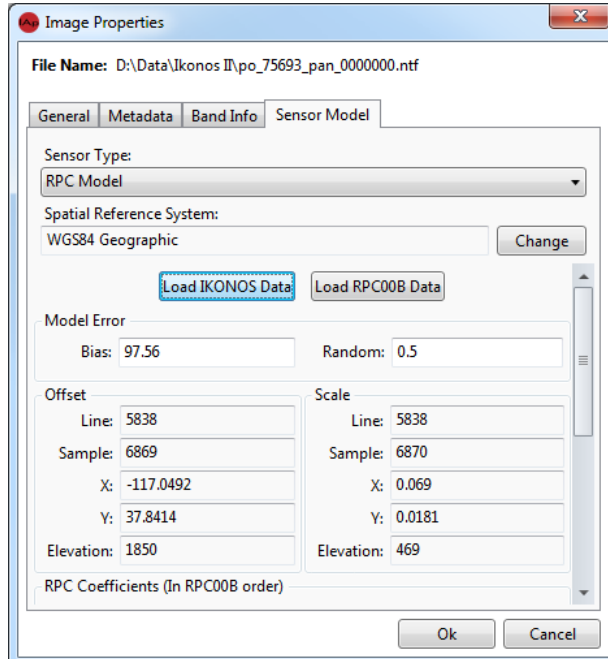 IAp Image Properties
File Name: D:\Data\Ikonos II\po_75693_pan_0000000.ntf
General Metadata Band Info Sensor Model
Sensor Type:
RPC Model
Spatial Reference System:
WGS84 Geographic Change
Load IKONOS Data Load RPC00B Data
Model Error
Bias: 97.56 Random: 0.5
Offset Scale
Line: 5838 Line: 5838
Sample: 6869 Sample: 6870
X: -117.0492 X: 0.069
Y: 37.8414 Y: 0.0181
Elevation: 1850 Elevation: 469
RPC Coefficients (In RPC00B order)
Ok Cancel